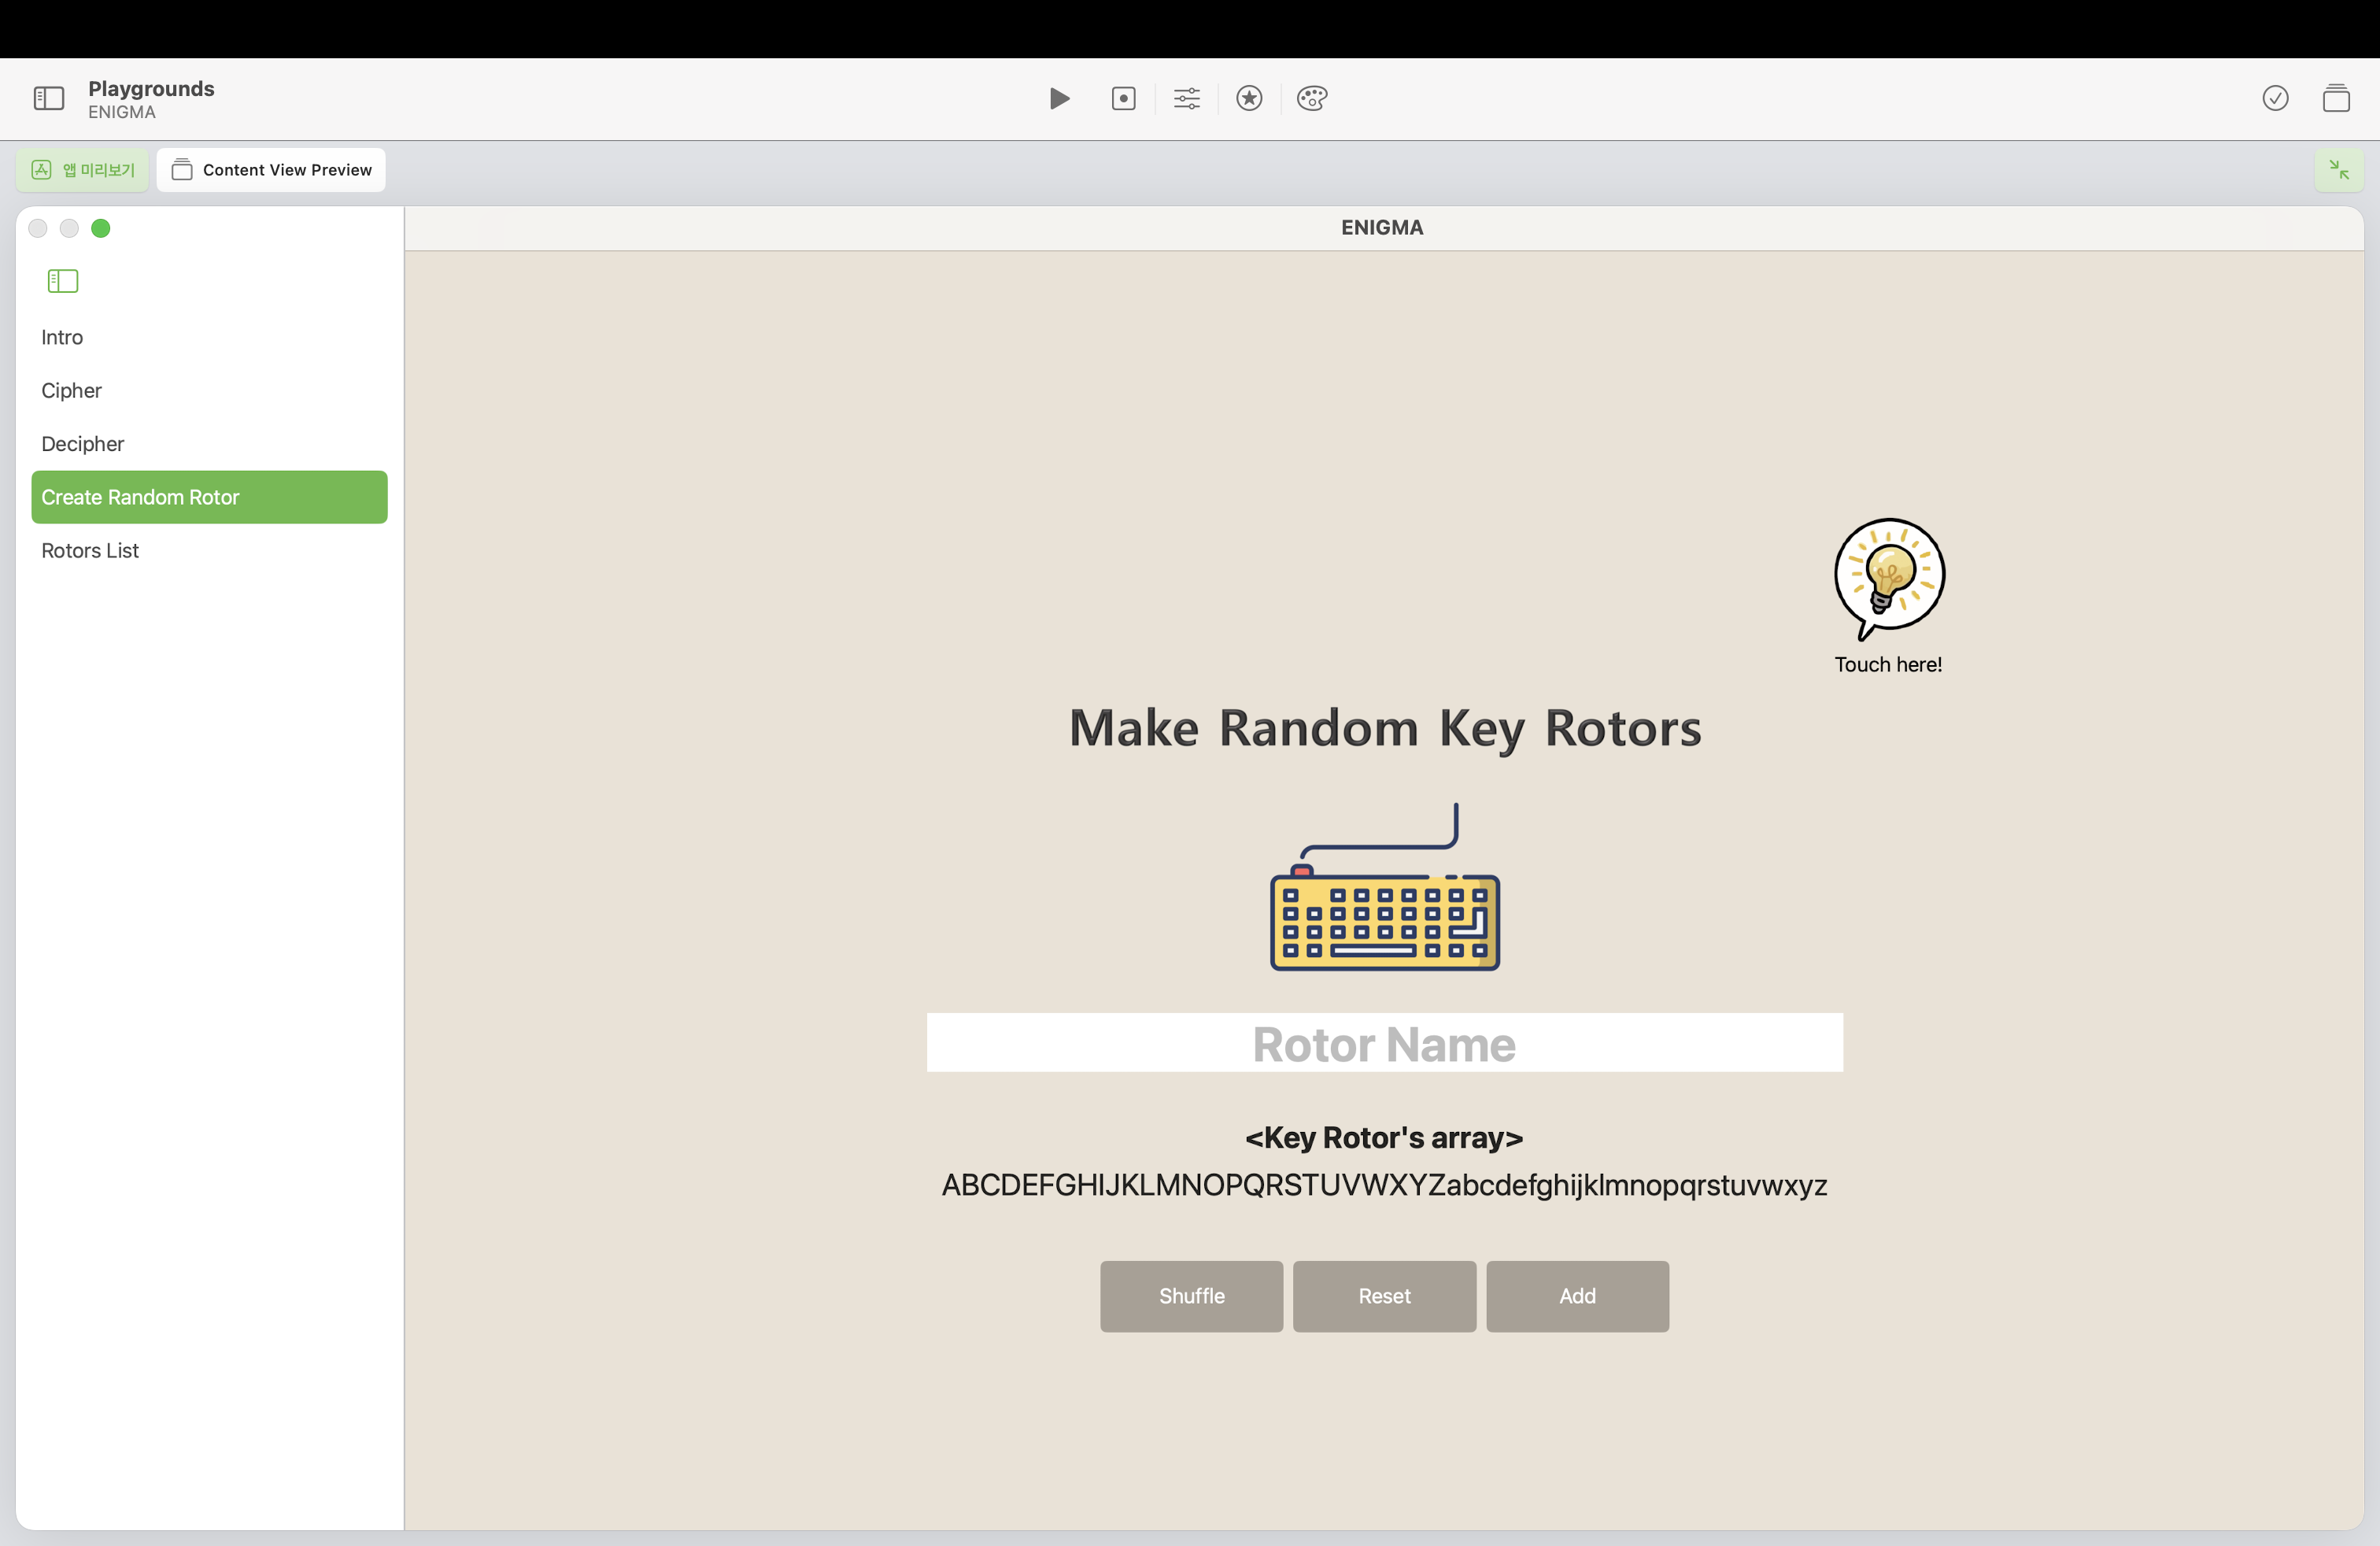 Playgrounds
ENIGMA
앱 미리보기
Content View Preview
ENIGMA
Intro
Cipher
Decipher
Create Random Rotor
Rotors List
Touch here!
Make Random Key Rotors
Rotor Name
<Key Rotor's array>
ABCDEFGHIJKLMNOPQRSTUVWXYZabcdefghijklmnopqrstuvwxyz
Shuffle Reset Add